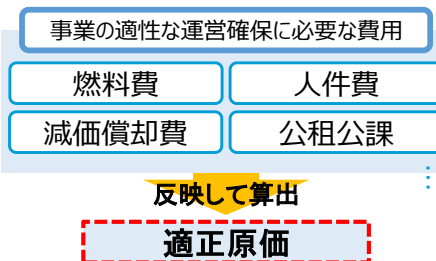 事業の適性な運営確保に必要な費用
燃料費 人件費
減価償却費 公租公課
⋮
反映して算出
適正原価